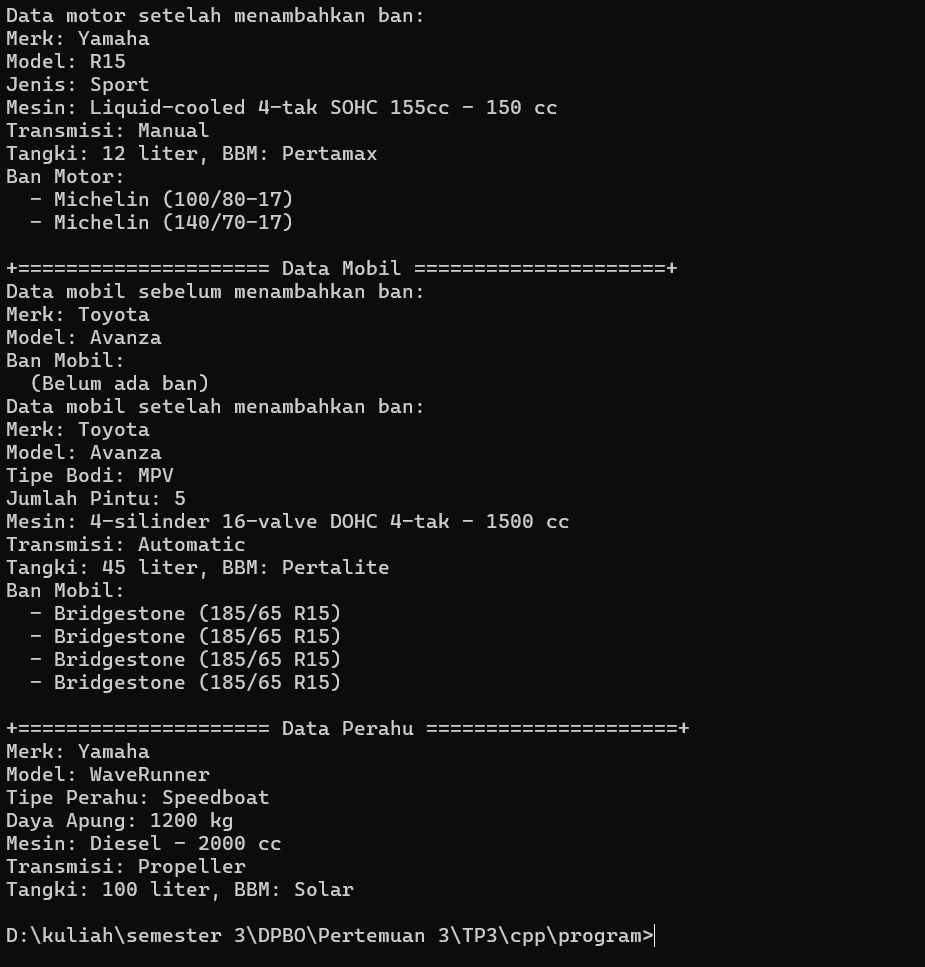 Data motor setelah menambahkan ban:
Merk: Yamaha
Model: R15
Jenis: Sport
Mesin: Liquid-cooled 4-tak SOHC 155cc - 150 cc
Transmisi: Manual
Tangki: 12 liter, BBM: Pertamax
Ban Motor:
  - Michelin (100/80-17)
  - Michelin (140/70-17)

+===================== Data Mobil =====================+
Data mobil sebelum menambahkan ban:
Merk: Toyota
Model: Avanza
Ban Mobil:
  (Belum ada ban)
Data mobil setelah menambahkan ban:
Merk: Toyota
Model: Avanza
Tipe Bodi: MPV
Jumlah Pintu: 5
Mesin: 4-silinder 16-valve DOHC 4-tak - 1500 cc
Transmisi: Automatic
Tangki: 45 liter, BBM: Pertalite
Ban Mobil:
  - Bridgestone (185/65 R15)
  - Bridgestone (185/65 R15)
  - Bridgestone (185/65 R15)
  - Bridgestone (185/65 R15)

+===================== Data Perahu =====================+
Merk: Yamaha
Model: WaveRunner
Tipe Perahu: Speedboat
Daya Apung: 1200 kg
Mesin: Diesel - 2000 cc
Transmisi: Propeller
Tangki: 100 liter, BBM: Solar

D:\kuliah\semester 3\DPBO\Pertemuan 3\TP3\cpp\program>